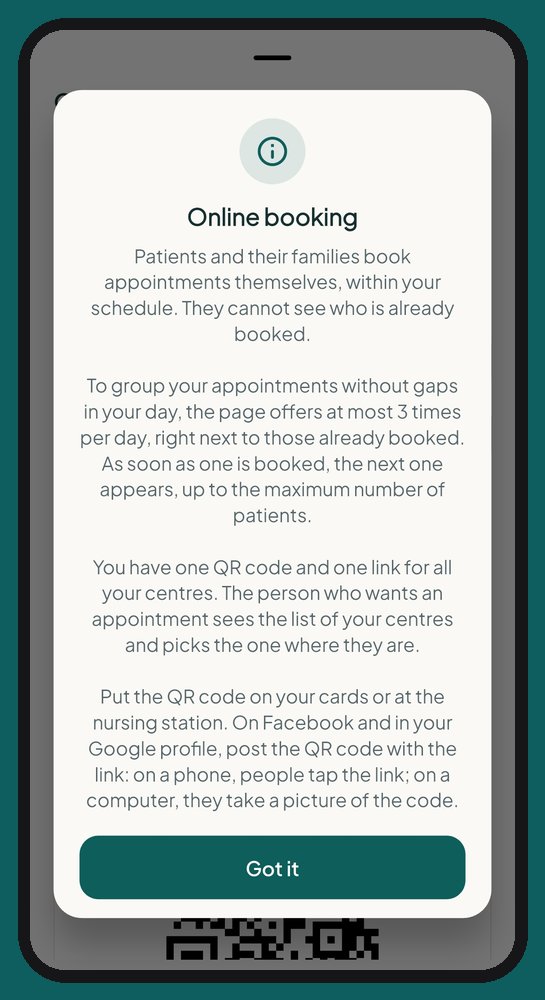 Online booking
Patients and their families book
appointments themselves, within your
schedule. They cannot see who is already
booked.
To group your appointments without gaps
in your day, the page offers at most 3 times
per day, right next to those already booked.
As soon as one is booked, the next one
appears, up to the maximum number of
patients.
You have one QR code and one link for all
your centres. The person who wants an
appointment sees the list of your centres
and picks the one where they are.
Put the QR code on your cards or at the
nursing station. On Facebook and in your
Google profile, post the QR code with the
link: on a phone, people tap the link; on a
computer, they take a picture of the code.
Got it